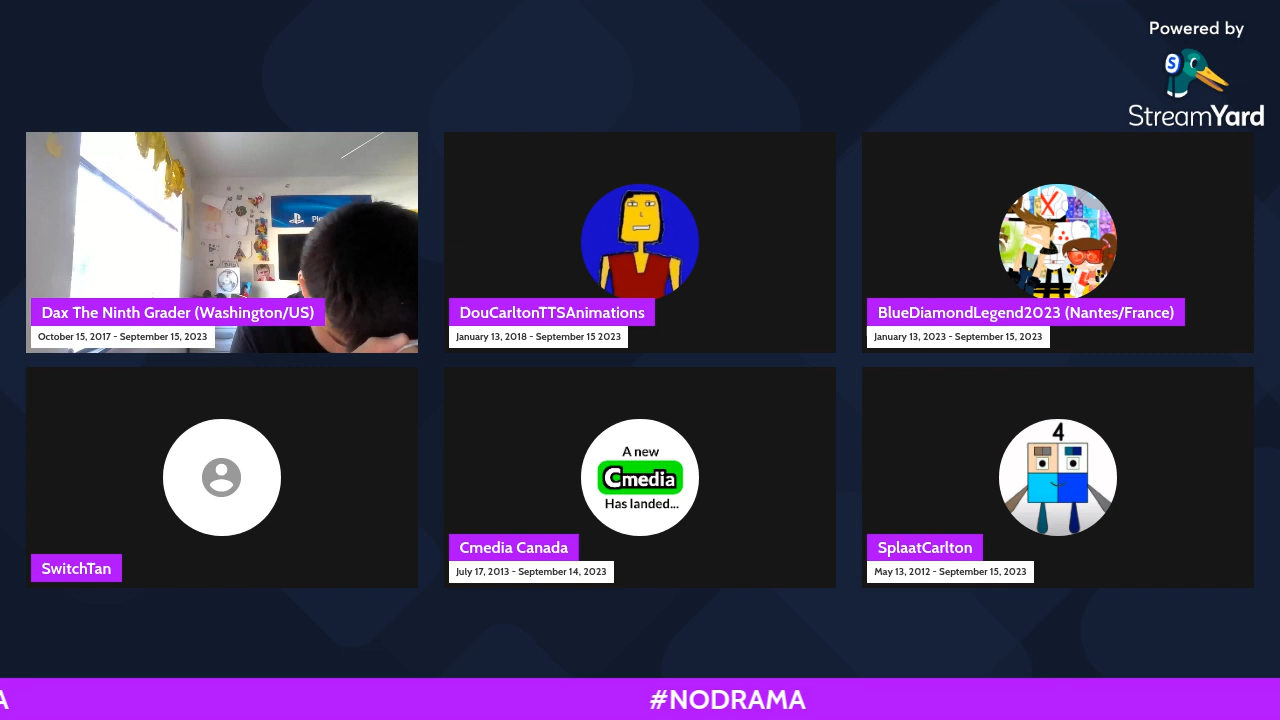 Powered by
S
StreamYard
Pl
Dax The Ninth Grader (Washington/US)
October 15, 2017 - September 15, 2023
DouCarltonTTSAnimations
January 13, 2018 - September 15 2023
X
BlueDiamondLegend2023 (Nantes/France)
January 13, 2023 - September 15, 2023
SwitchTan
A new
Cmedia
Has landed...
Cmedia Canada
July 17, 2013 - September 14, 2023
4
SplaatCarlton
May 13, 2012 - September 15, 2023
A
#NODRAMA